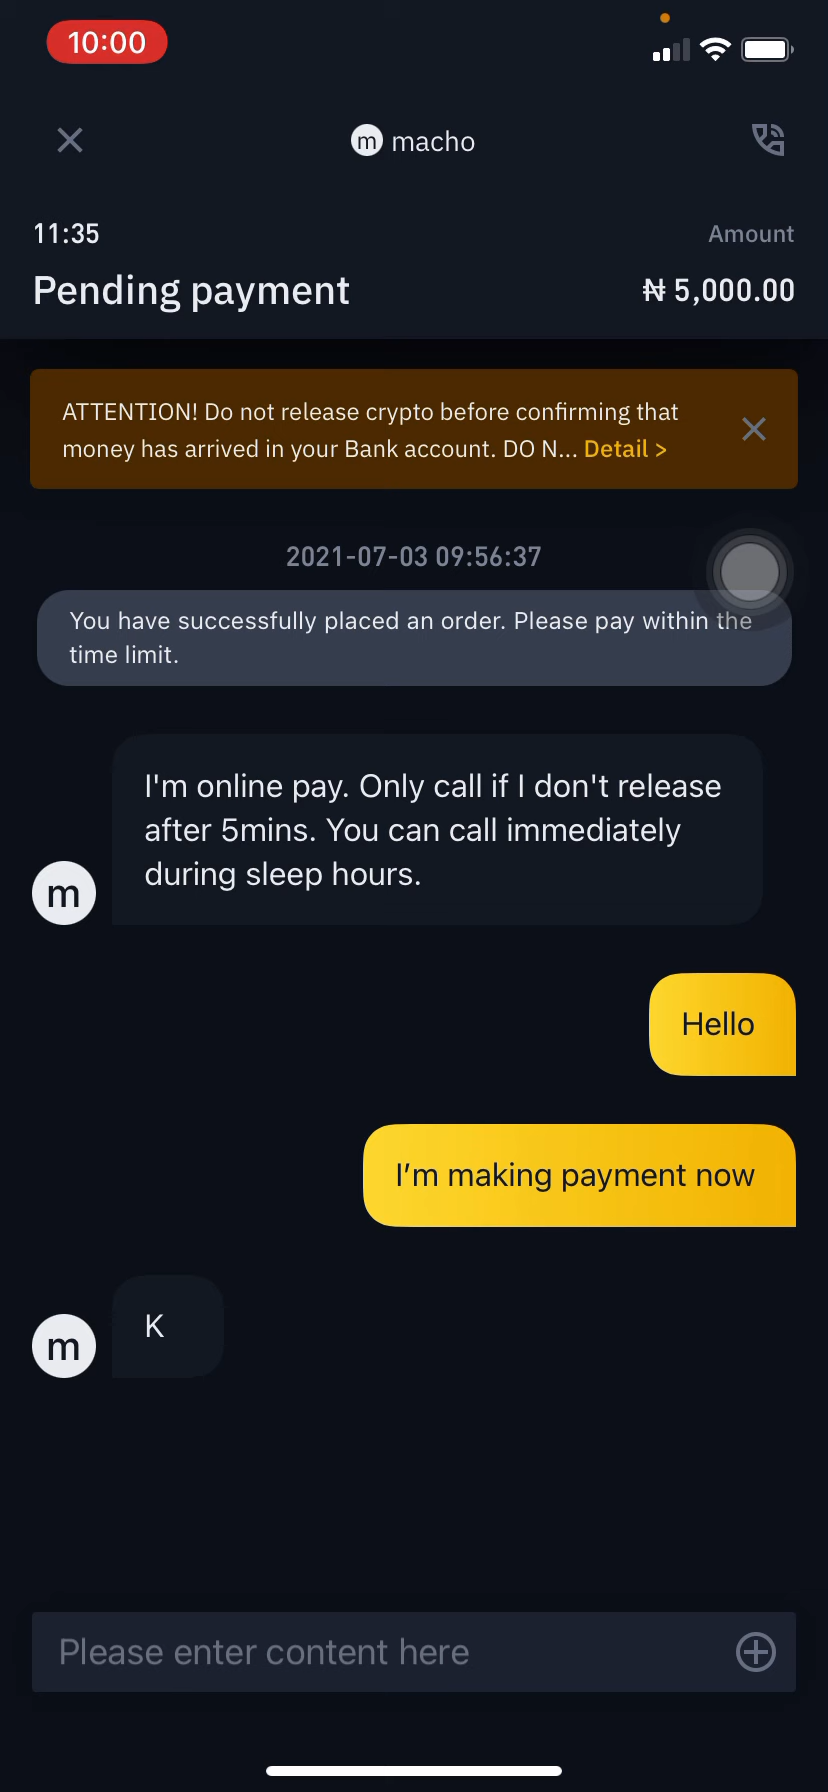 10:00
m macho
11:35
Amount
Pending payment
₦ 5,000.00
ATTENTION! Do not release crypto before confirming that
money has arrived in your Bank account. DO N... Detail >
2021-07-03 09:56:37
You have successfully placed an order. Please pay within the
time limit.
I'm online pay. Only call if I don't release
after 5mins. You can call immediately
during sleep hours.
m
Hello
I’m making payment now
K
m
Please enter content here